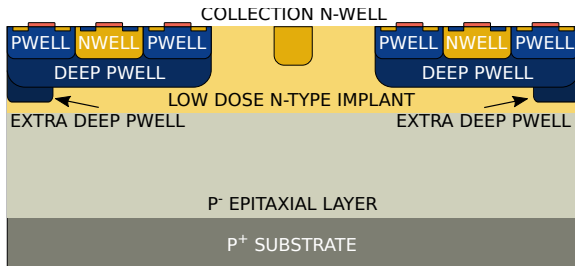 COLLECTION N-WELL
PWELL NWELL PWELL PWELL NWELL PWELL
DEEP PWELL DEEP PWELL
LOW DOSE N-TYPE IMPLANT
EXTRA DEEP PWELL EXTRA DEEP PWELL
P⁻ EPITAXIAL LAYER
P⁺ SUBSTRATE